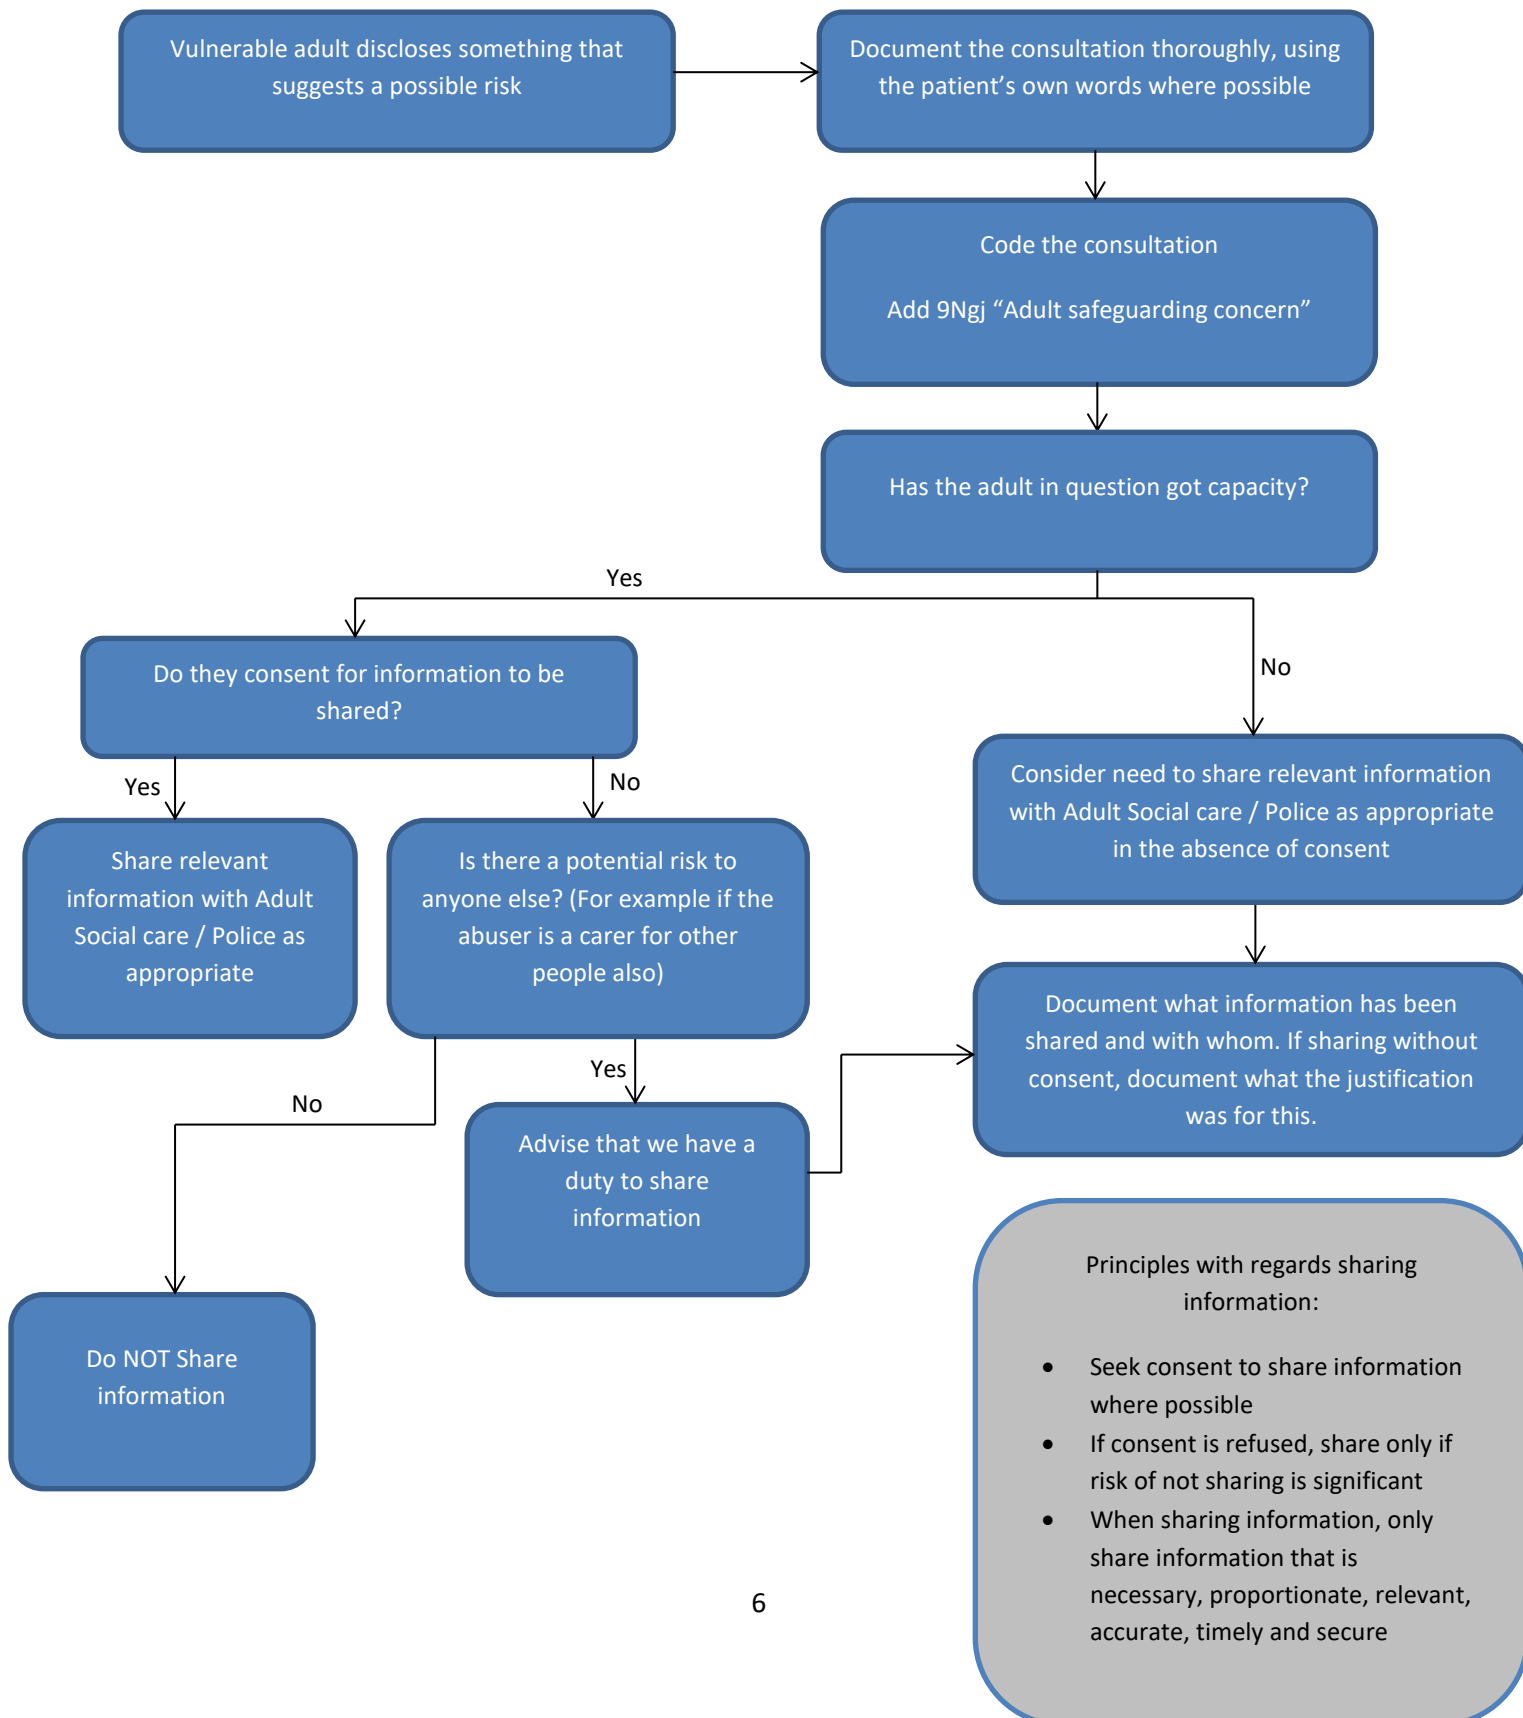 Vulnerable adult discloses something that
suggests a possible risk
Document the consultation thoroughly, using
the patient’s own words where possible
Code the consultation
Add 9Ngj “Adult safeguarding concern”
Has the adult in question got capacity?
Yes
No
Do they consent for information to be
shared?
Yes
No
Consider need to share relevant information
with Adult Social care / Police as appropriate
in the absence of consent
Share relevant
information with Adult
Social care / Police as
appropriate
Is there a potential risk to
anyone else? (For example if the
abuser is a carer for other
people also)
Document what information has been
shared and with whom. If sharing without
consent, document what the justification
was for this.
Yes
No
Advise that we have a
duty to share
information
Do NOT Share
information
Principles with regards sharing
information:
• Seek consent to share information
where possible
• If consent is refused, share only if
risk of not sharing is significant
• When sharing information, only
share information that is
necessary, proportionate, relevant,
accurate, timely and secure
6